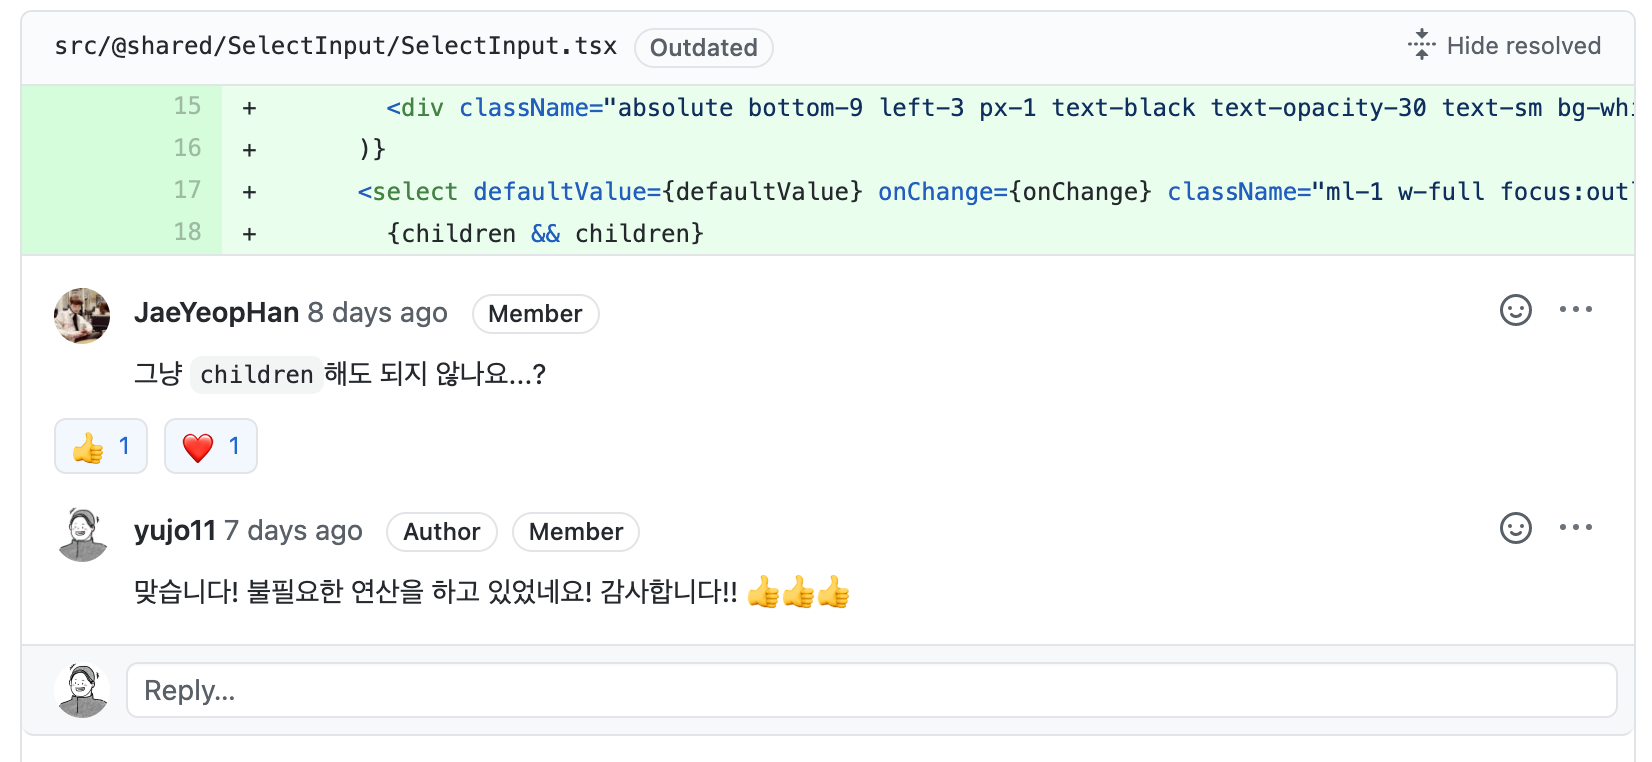 src/@shared/SelectInput/SelectInput.tsx Outdated Hide resolved
15 + <div className="absolute bottom-9 left-3 px-1 text-black text-opacity-30 text-sm bg-whi
16 + )}
17 + <select defaultValue={defaultValue} onChange={onChange} className="ml-1 w-full focus:out
18 + {children && children}
JaeYeopHan 8 days ago Member
그냥 children 해도 되지 않나요...?
👍 1 ❤️ 1
yujo11 7 days ago Author Member
맞습니다! 불필요한 연산을 하고 있었네요! 감사합니다!! 👍👍👍
Reply...